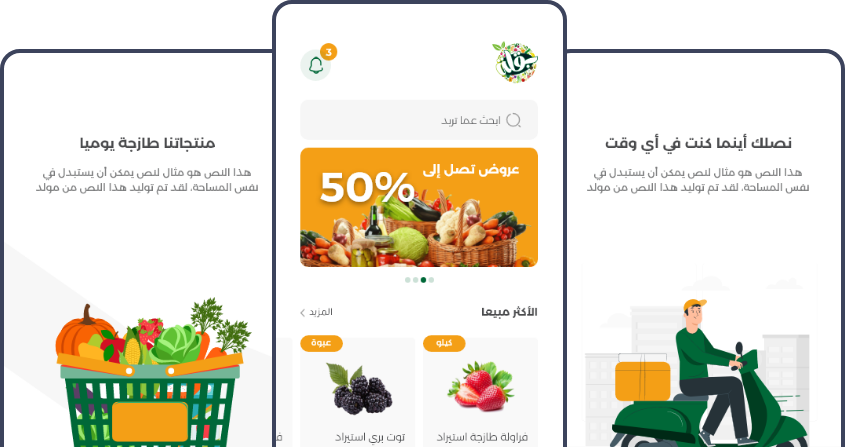 نصلك أينما كنت في أي وقت
هذا النص هو مثال لنص يمكن أن يستبدل في
نفس المساحة، لقد تم توليد هذا النص من مولد
3
ابحث عما تريد
عروض تصل إلى
50%
الأكثر مبيعا
المزيد
كيلو
عبوة
فراولة طازجة استيراد
توت بري استيراد
منتجاتنا طازجة يوميا
هذا النص هو مثال لنص يمكن أن يستبدل في
نفس المساحة، لقد تم توليد هذا النص من مولد